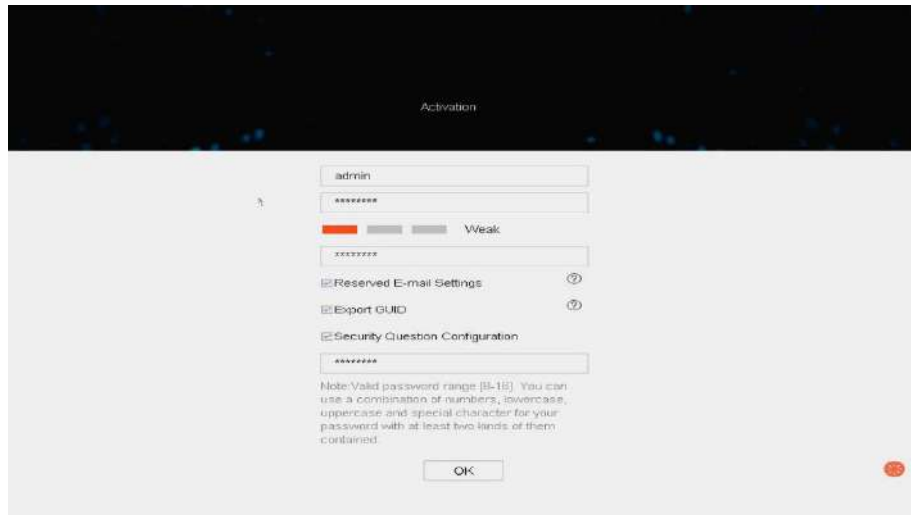 Activation
admin
********
Weak
********
Reserved E-mail Settings
Export GUID
Security Question Configuration
********
Note:Valid password range [8-16]. You can
use a combination of numbers, lowercase,
uppercase and special character for your
password with at least two kinds of them
contained.
OK